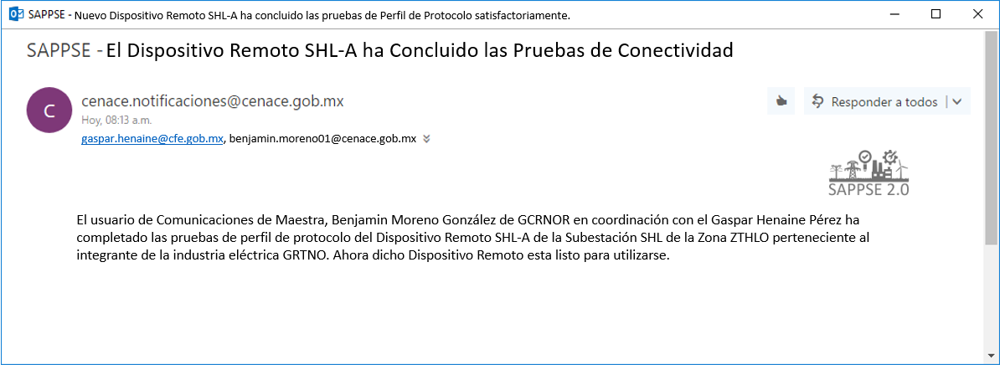 SAPPSE - Nuevo Dispositivo Remoto SHL-A ha concluido las pruebas de Perfil de Protocolo satisfactoriamente.
SAPPSE - El Dispositivo Remoto SHL-A ha Concluido las Pruebas de Conectividad
C
cenace.notificaciones@cenace.gob.mx
Responder a todos
Hoy, 08:13 a.m.
gaspar.henaine@cfe.gob.mx, benjamin.moreno01@cenace.gob.mx
SAPPSE 2.0
El usuario de Comunicaciones de Maestra, Benjamin Moreno González de GCRNOR en coordinación con el Gaspar Henaine Pérez ha
completado las pruebas de perfil de protocolo del Dispositivo Remoto SHL-A de la Subestación SHL de la Zona ZTHLO perteneciente al
integrante de la industria eléctrica GRTNO. Ahora dicho Dispositivo Remoto esta listo para utilizarse.